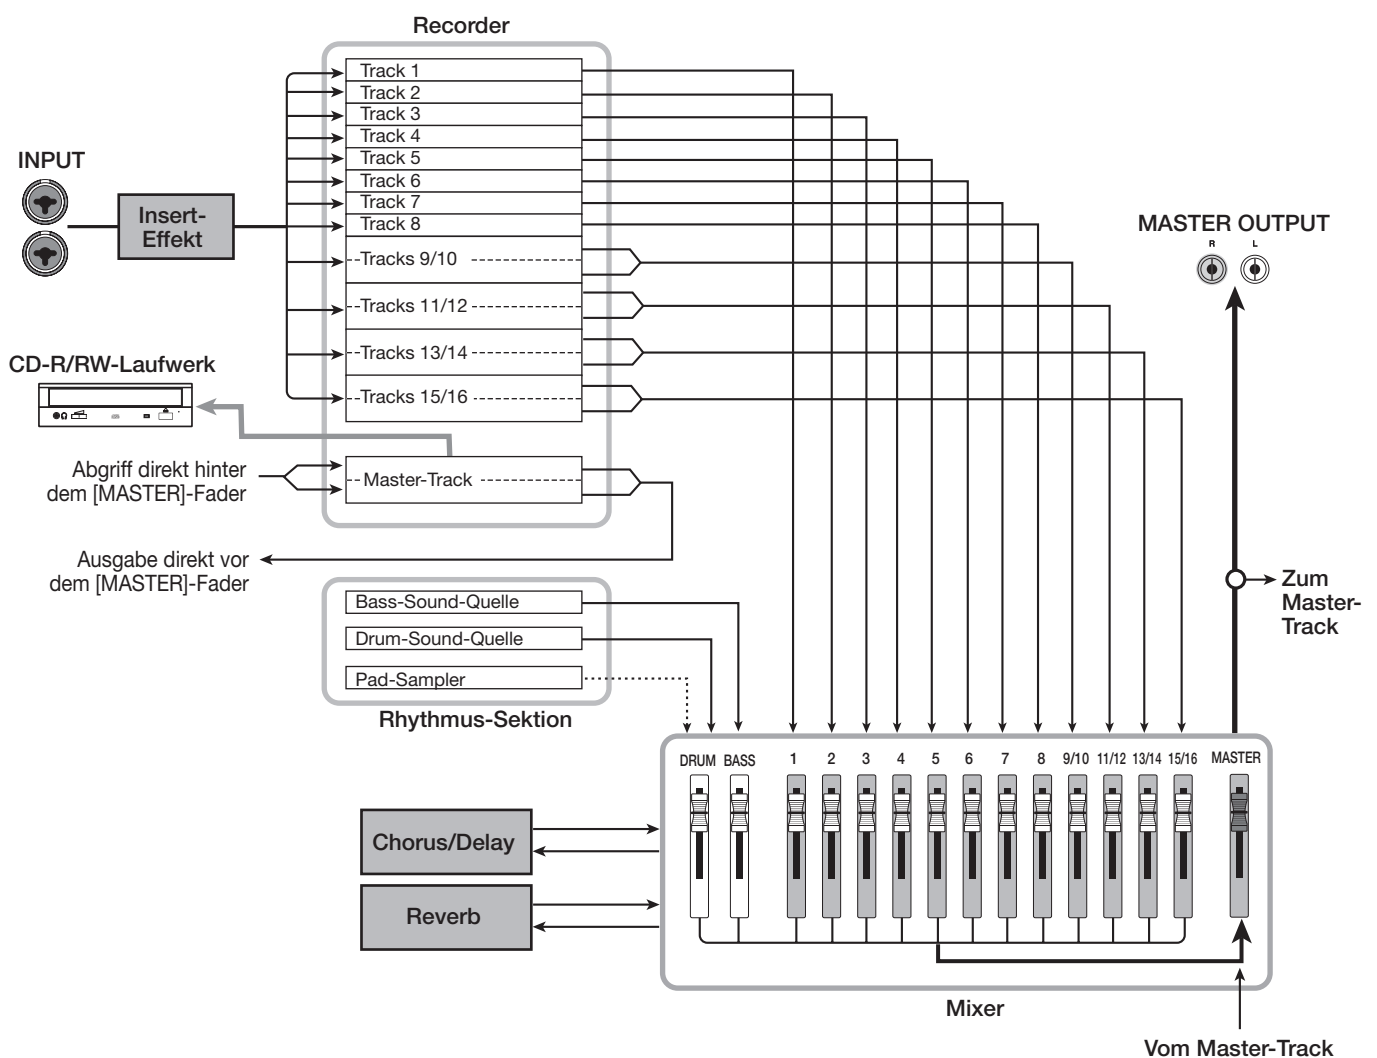 Recorder
Track 1
Track 2
Track 3
Track 4
Track 5
Track 6
Track 7
Track 8
Tracks 9/10
Tracks 11/12
Tracks 13/14
Tracks 15/16
Master-Track
INPUT
Insert-
Effekt
CD-R/RW-Laufwerk
Abgriff direkt hinter
dem [MASTER]-Fader
Ausgabe direkt vor
dem [MASTER]-Fader
MASTER OUTPUT
R L
Zum
Master-
Track
Bass-Sound-Quelle
Drum-Sound-Quelle
Pad-Sampler
Rhythmus-Sektion
DRUM BASS 1 2 3 4 5 6 7 8 9/10 11/12 13/14 15/16 MASTER
Chorus/Delay
Reverb
Mixer
Vom Master-Track